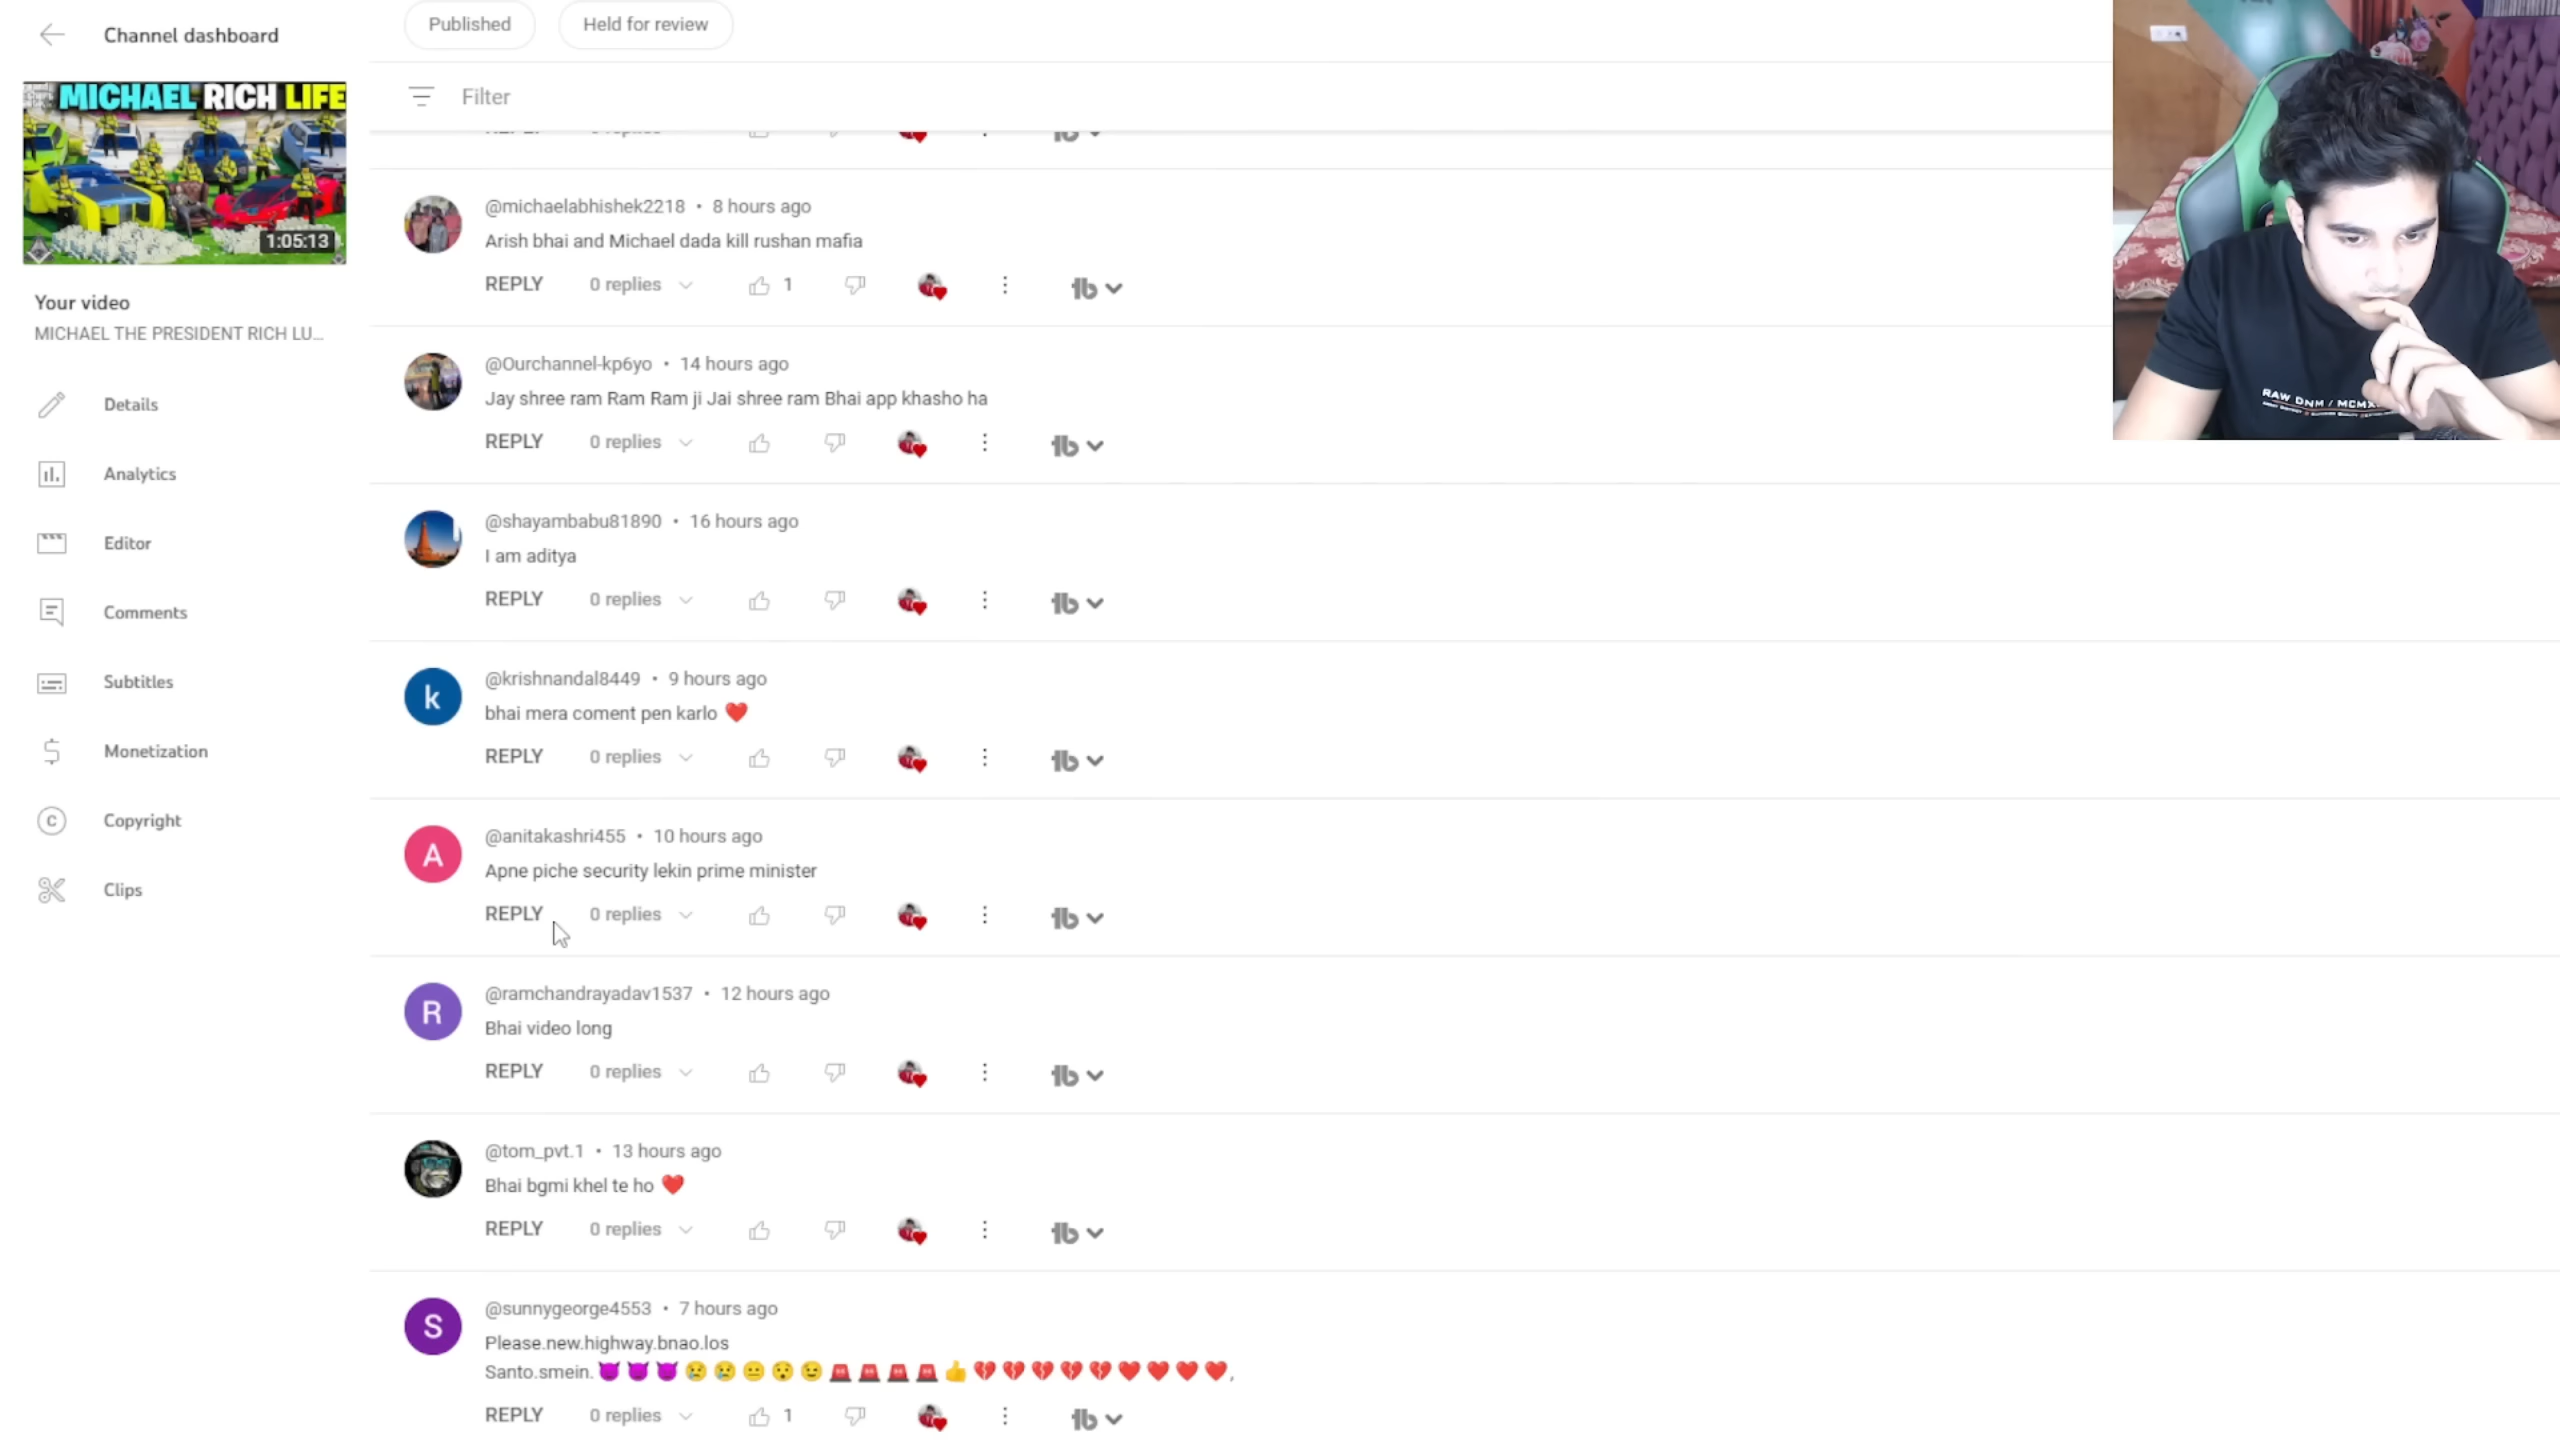 Channel dashboard
MICHAEL RICH LIFE
1:05:13
Your video
MICHAEL THE PRESIDENT RICH LU...
Details
Analytics
Editor
Comments
Subtitles
Monetization
Copyright
Clips
Published
Held for review
Filter
@michaelabhishek2218 • 8 hours ago
Arish bhai and Michael dada kill rushan mafia
REPLY 0 replies 1
@Ourchannel-kp6yo • 14 hours ago
Jay shree ram Ram Ram ji Jai shree ram Bhai app khasho ha
REPLY 0 replies
@shayambabu81890 • 16 hours ago
I am aditya
REPLY 0 replies
@krishnandal8449 • 9 hours ago
k
bhai mera coment pen karlo ❤️
REPLY 0 replies
@anitakashri455 • 10 hours ago
A
Apne piche security lekin prime minister
REPLY 0 replies
@ramchandrayadav1537 • 12 hours ago
R
Bhai video long
REPLY 0 replies
@tom_pvt.1 • 13 hours ago
Bhai bgmi khel te ho ❤️
REPLY 0 replies
@sunnygeorge4553 • 7 hours ago
S
Please.new.highway.bnao.los
Santo.smein. 😈😈😈😢😢😐😯😉🚨🚨🚨🚨👍💔💔💔💔💔❤️❤️❤️❤️,
REPLY 0 replies 1
RAW DNM / MCMX